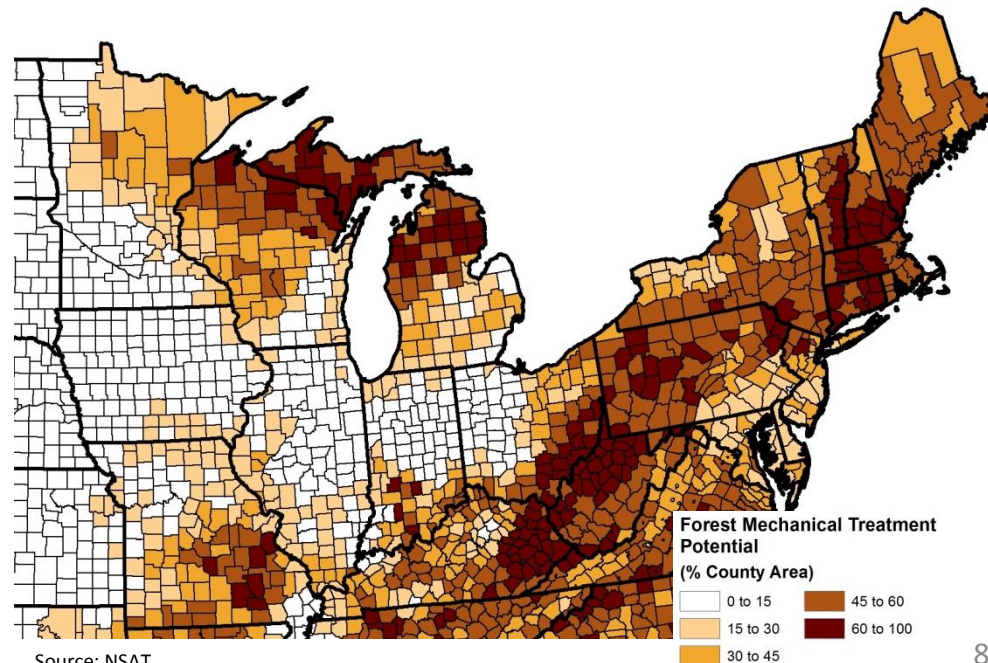 Forest Mechanical Treatment
Potential
(% County Area)
0 to 15
45 to 60
15 to 30
60 to 100
30 to 45
Source: NSAT
8